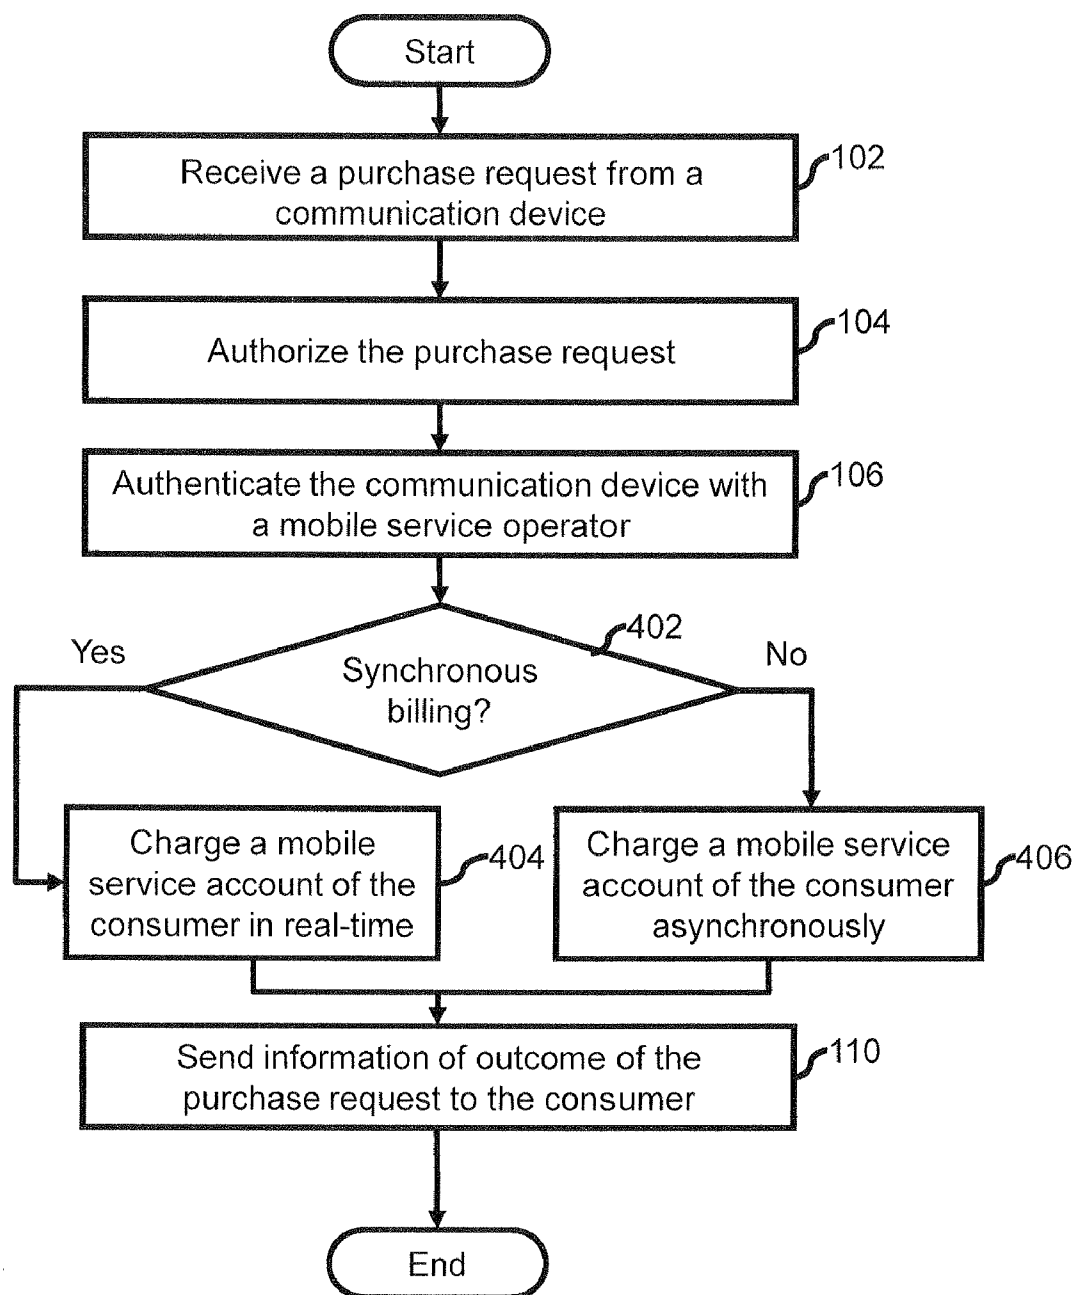 Start
Receive a purchase request from a
communication device
102
Authorize the purchase request
104
Authenticate the communication device with
a mobile service operator
106
402
Yes
Synchronous
billing?
No
Charge a mobile
service account of the
consumer in real-time
404
Charge a mobile service
account of the consumer
asynchronously
406
Send information of outcome of the
purchase request to the consumer
110
End